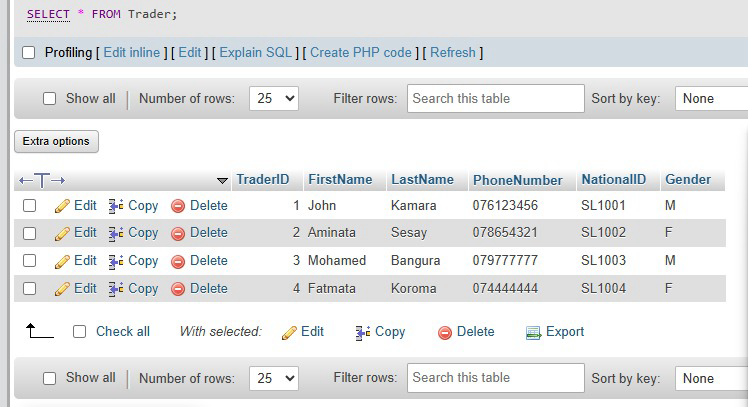 SELECT * FROM Trader;
Profiling [ Edit inline ] [ Edit ] [ Explain SQL ] [ Create PHP code ] [ Refresh ]
Show all | Number of rows: 25 Filter rows: Search this table Sort by key: None
Extra options
←T→ TraderID FirstName LastName PhoneNumber NationalID Gender
Edit Copy Delete 1 John Kamara 076123456 SL1001 M
Edit Copy Delete 2 Aminata Sesay 078654321 SL1002 F
Edit Copy Delete 3 Mohamed Bangura 079777777 SL1003 M
Edit Copy Delete 4 Fatmata Koroma 074444444 SL1004 F
Check all With selected: Edit Copy Delete Export
Show all | Number of rows: 25 Filter rows: Search this table Sort by key: None